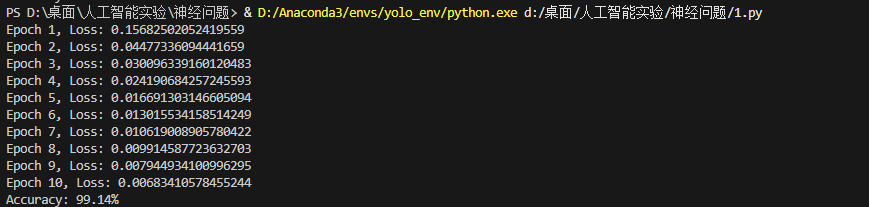 PS D:\桌面\人工智能实验\神经问题> & D:/Anaconda3/envs/yolo_env/python.exe d:/桌面/人工智能实验/神经问题/1.py
Epoch 1, Loss: 0.15682502052419559
Epoch 2, Loss: 0.04477336094441659
Epoch 3, Loss: 0.030096339160120483
Epoch 4, Loss: 0.024190684257245593
Epoch 5, Loss: 0.016691303146605094
Epoch 6, Loss: 0.013015534158514249
Epoch 7, Loss: 0.010619008905780422
Epoch 8, Loss: 0.009914587723632703
Epoch 9, Loss: 0.007944934100996295
Epoch 10, Loss: 0.00683410578455244
Accuracy: 99.14%